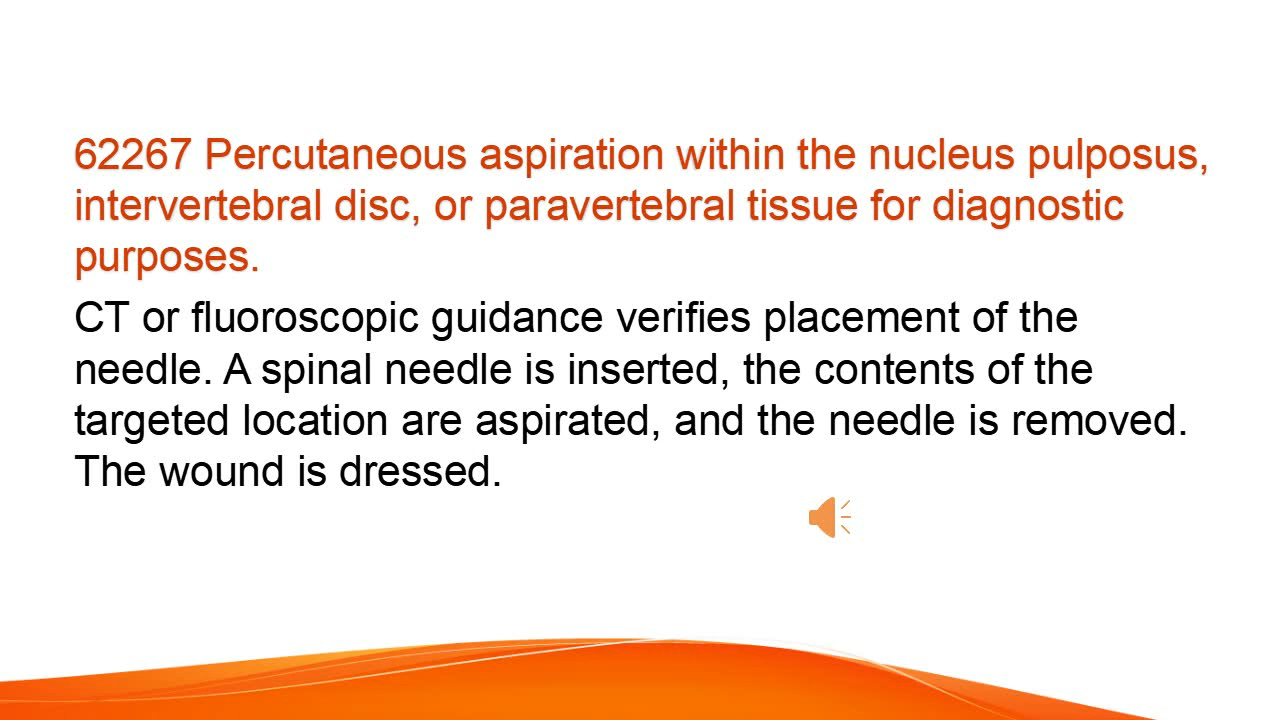 62267 Percutaneous aspiration within the nucleus pulposus,
intervertebral disc, or paravertebral tissue for diagnostic
purposes.
CT or fluoroscopic guidance verifies placement of the
needle. A spinal needle is inserted, the contents of the
targeted location are aspirated, and the needle is removed.
The wound is dressed.